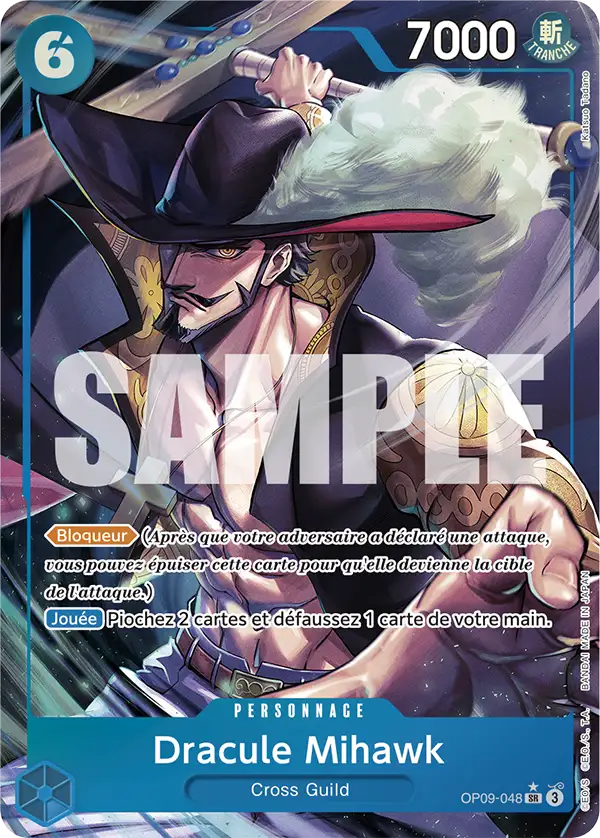 6
7000
斬
TRANCHE
Katsuo Tadano
SAMPLE
Bloqueur (Après que votre adversaire a déclaré une attaque,
vous pouvez épuiser cette carte pour qu'elle devienne la cible
de l'attaque.)
Jouée Piochez 2 cartes et défaussez 1 carte de votre main.
©EO/S ©E.O./S., T.A. BANDAI MADE IN JAPAN
PERSONNAGE
Dracule Mihawk
Cross Guild
OP09-048 SR 3